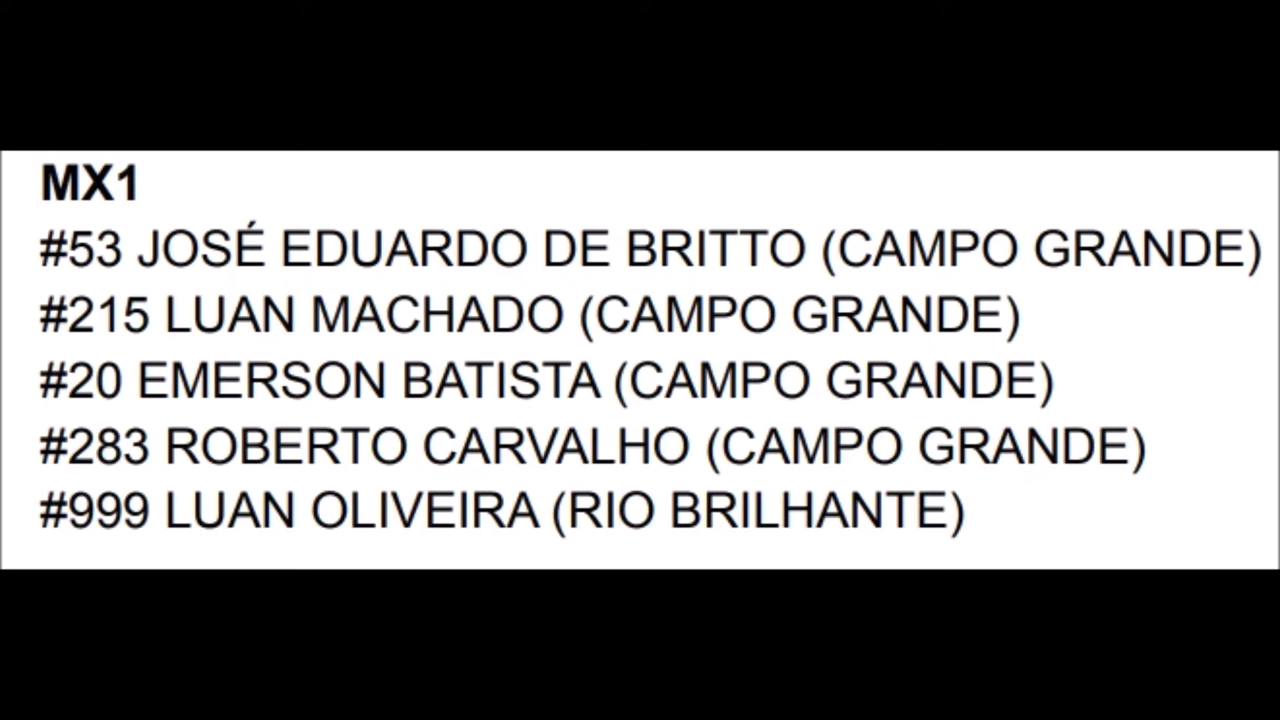 MX1
#53 JOSÉ EDUARDO DE BRITTO (CAMPO GRANDE)
#215 LUAN MACHADO (CAMPO GRANDE)
#20 EMERSON BATISTA (CAMPO GRANDE)
#283 ROBERTO CARVALHO (CAMPO GRANDE)
#999 LUAN OLIVEIRA (RIO BRILHANTE)